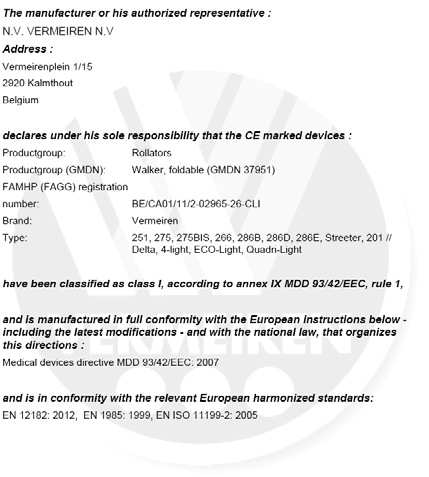 The manufacturer or his authorized representative :
N.V. VERMEIREN N.V
Address :
Vermeirenplein 1/15
2920 Kalmthout
Belgium
declares under his sole responsibility that the CE marked devices :
Productgroup: Rollators
Productgroup (GMDN): Walker, foldable (GMDN 37951)
FAMHP (FAGG) registration
number: BE/CA01/11/2-02965-26-CLI
Brand: Vermeiren
Type: 251, 275, 275BIS, 266, 286B, 286D, 286E, Streeter, 201 //
Delta, 4-light, ECO-Light, Quadri-Light
have been classified as class I, according to annex IX MDD 93/42/EEC, rule 1,
and is manufactured in full conformity with the European instructions below -
including the latest modifications - and with the national law, that organizes
this directions :
VERMEIREN
Medical devices directive MDD 93/42/EEC: 2007
and is in conformity with the relevant European harmonized standards:
EN 12182: 2012, EN 1985: 1999, EN ISO 11199-2: 2005